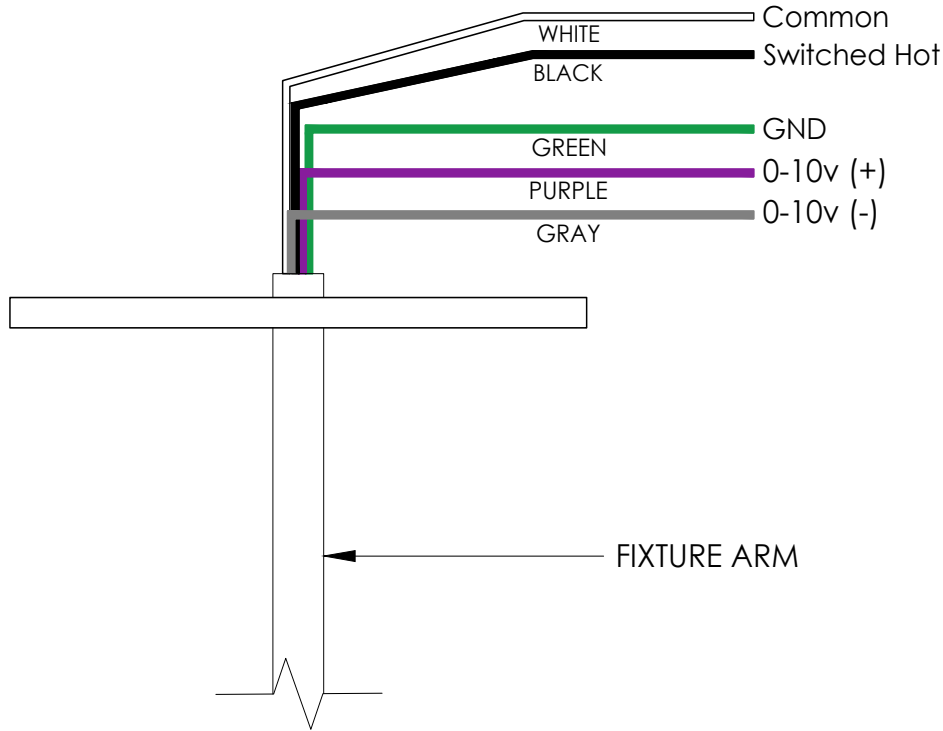 Common
WHITE
Switched Hot
BLACK
GND
GREEN
0-10v (+)
PURPLE
0-10v (-)
GRAY
FIXTURE ARM